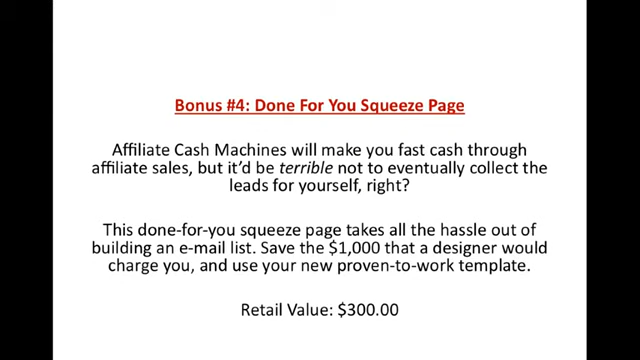 Bonus #4: Done For You Squeeze Page
Affiliate Cash Machines will make you fast cash through
affiliate sales, but it'd be terrible not to eventually collect the
leads for yourself, right?
This done-for-you squeeze page takes all the hassle out of
building an e-mail list. Save the $1,000 that a designer would
charge you, and use your new proven-to-work template.
Retail Value: $300.00